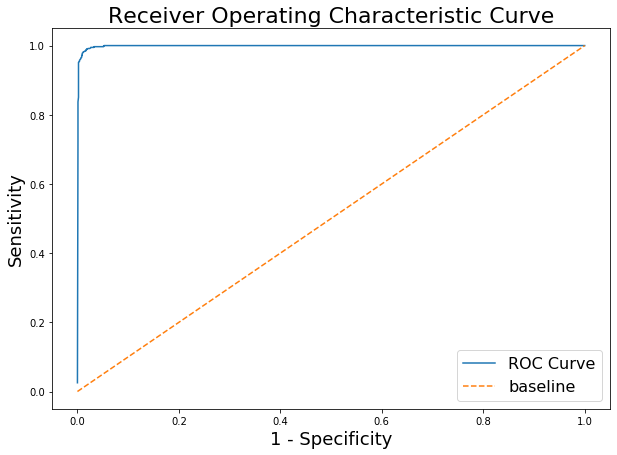 Receiver Operating Characteristic Curve
1.0
0.8
0.6
0.4
0.2
0.0
Sensitivity
ROC Curve
baseline
0.0 0.2 0.4 0.6 0.8 1.0
1 - Specificity